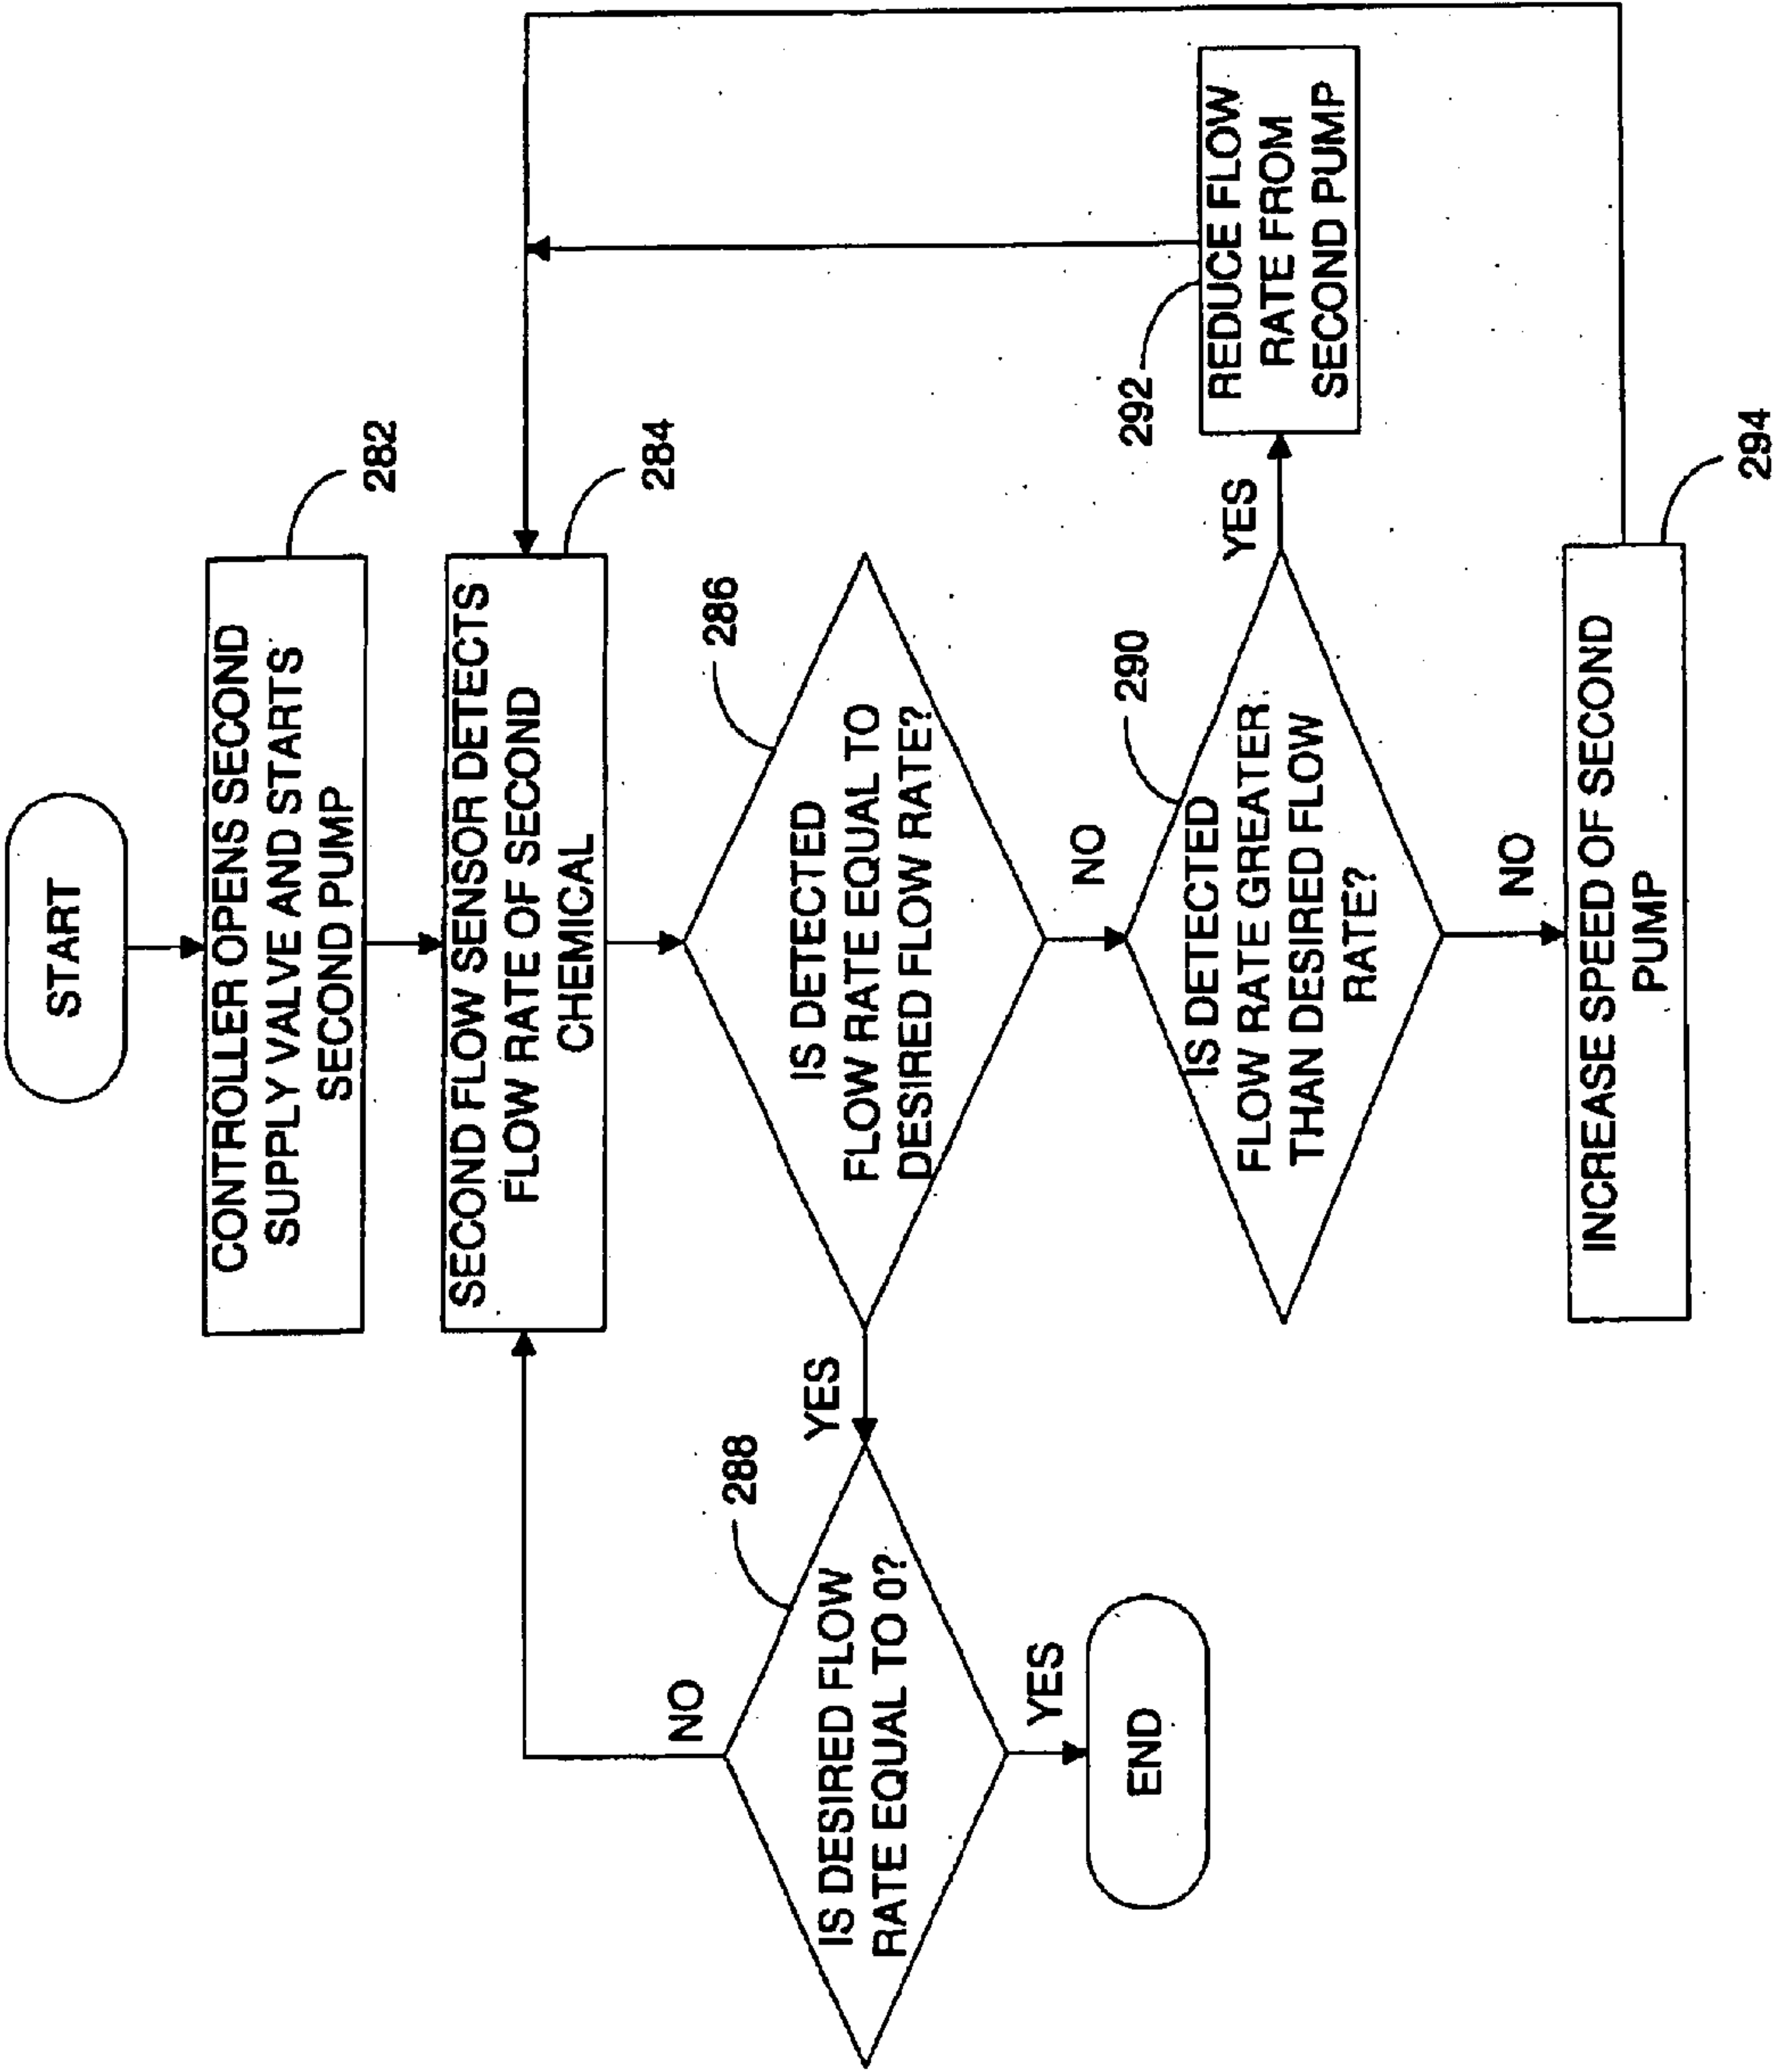 START
CONTROLLER OPENS SECOND
SUPPLY VALVE AND STARTS
SECOND PUMP
282
SECOND FLOW SENSOR DETECTS
FLOW RATE OF SECOND
CHEMICAL
284
IS DETECTED
FLOW RATE EQUAL TO
DESIRED FLOW RATE?
286
YES
NO
IS DESIRED FLOW
RATE EQUAL TO 0?
288
NO
YES
END
IS DETECTED
FLOW RATE GREATER
THAN DESIRED FLOW
RATE?
290
YES
NO
REDUCE FLOW
RATE FROM
SECOND PUMP
292
INCREASE SPEED OF SECOND
PUMP
294